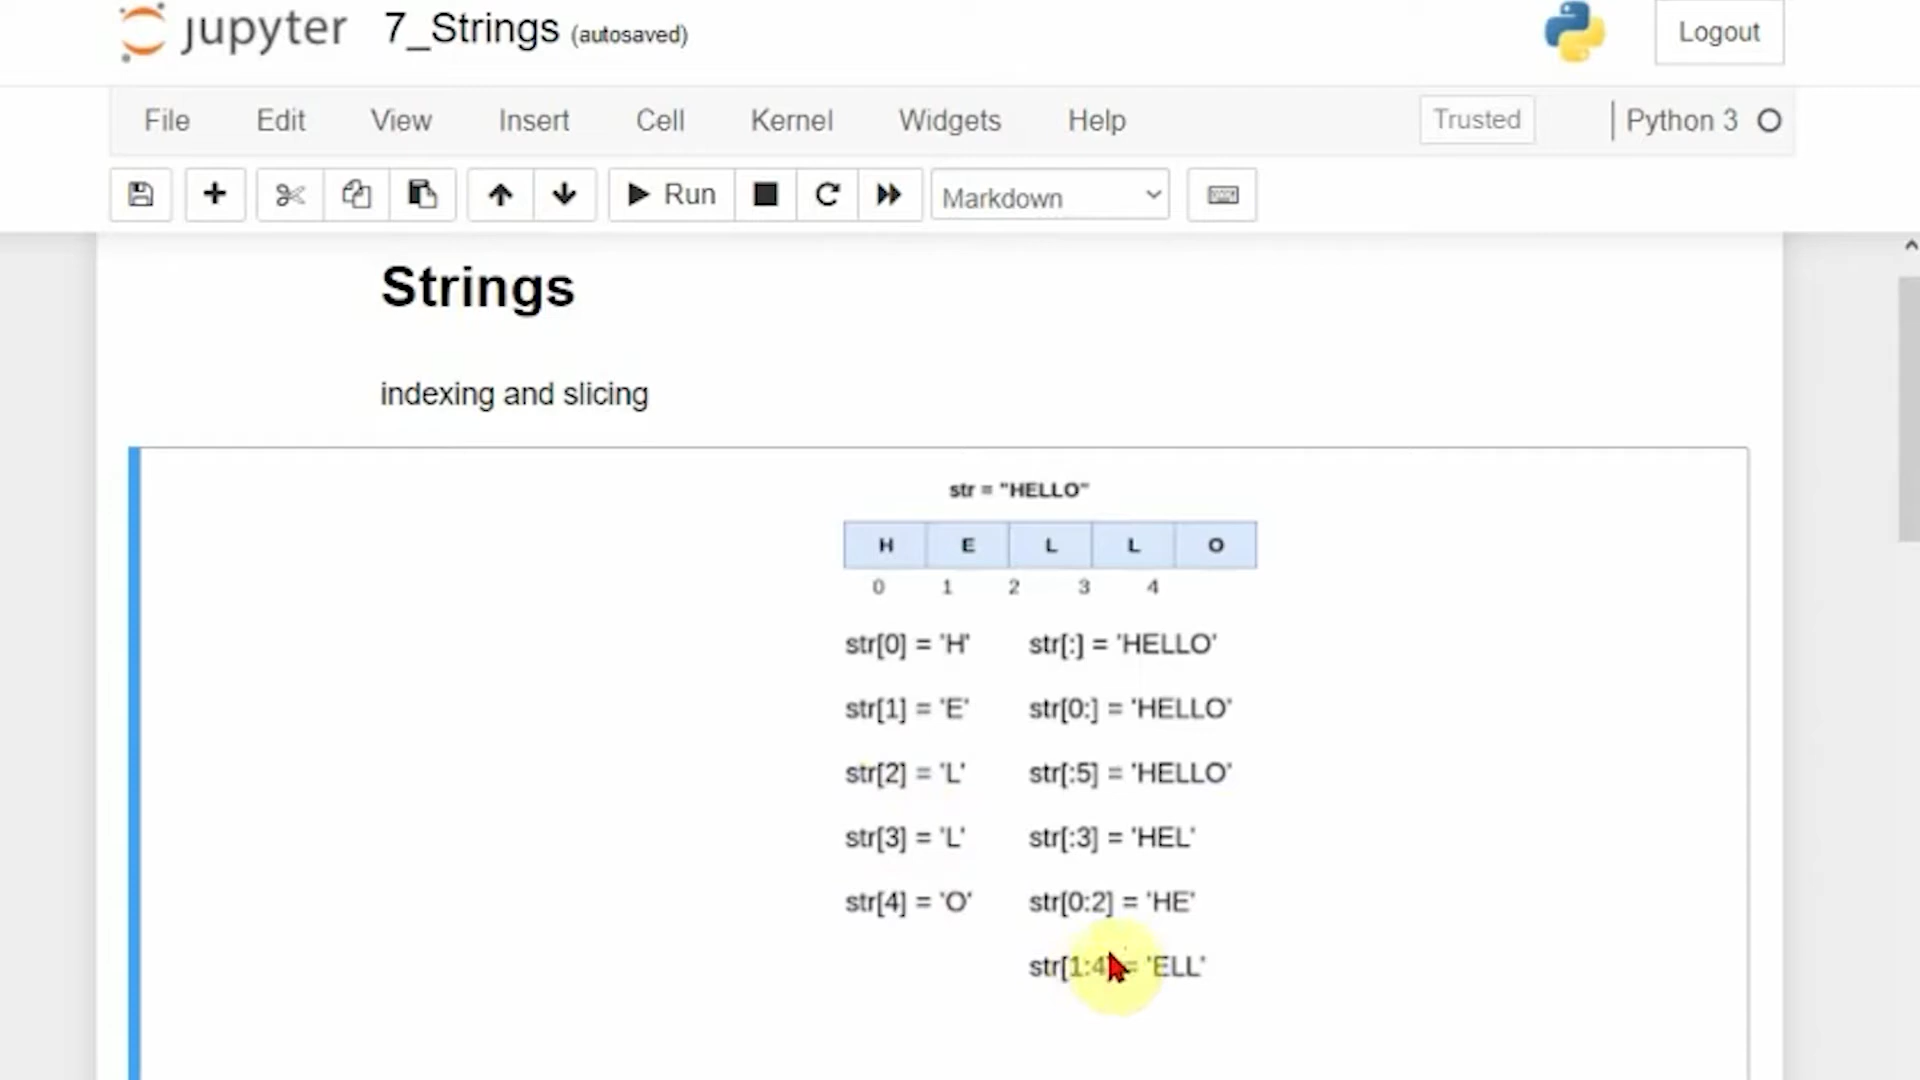 jupyter 7_Strings (autosaved) Logout
File Edit View Insert Cell Kernel Widgets Help Trusted Python 3
Run Markdown
Strings
indexing and slicing
str = "HELLO"
H E L L O
0 1 2 3 4
str[0] = 'H' str[:] = 'HELLO'
str[1] = 'E' str[0:] = 'HELLO'
str[2] = 'L' str[:5] = 'HELLO'
str[3] = 'L' str[:3] = 'HEL'
str[4] = 'O' str[0:2] = 'HE'
str[1:4] = 'ELL'